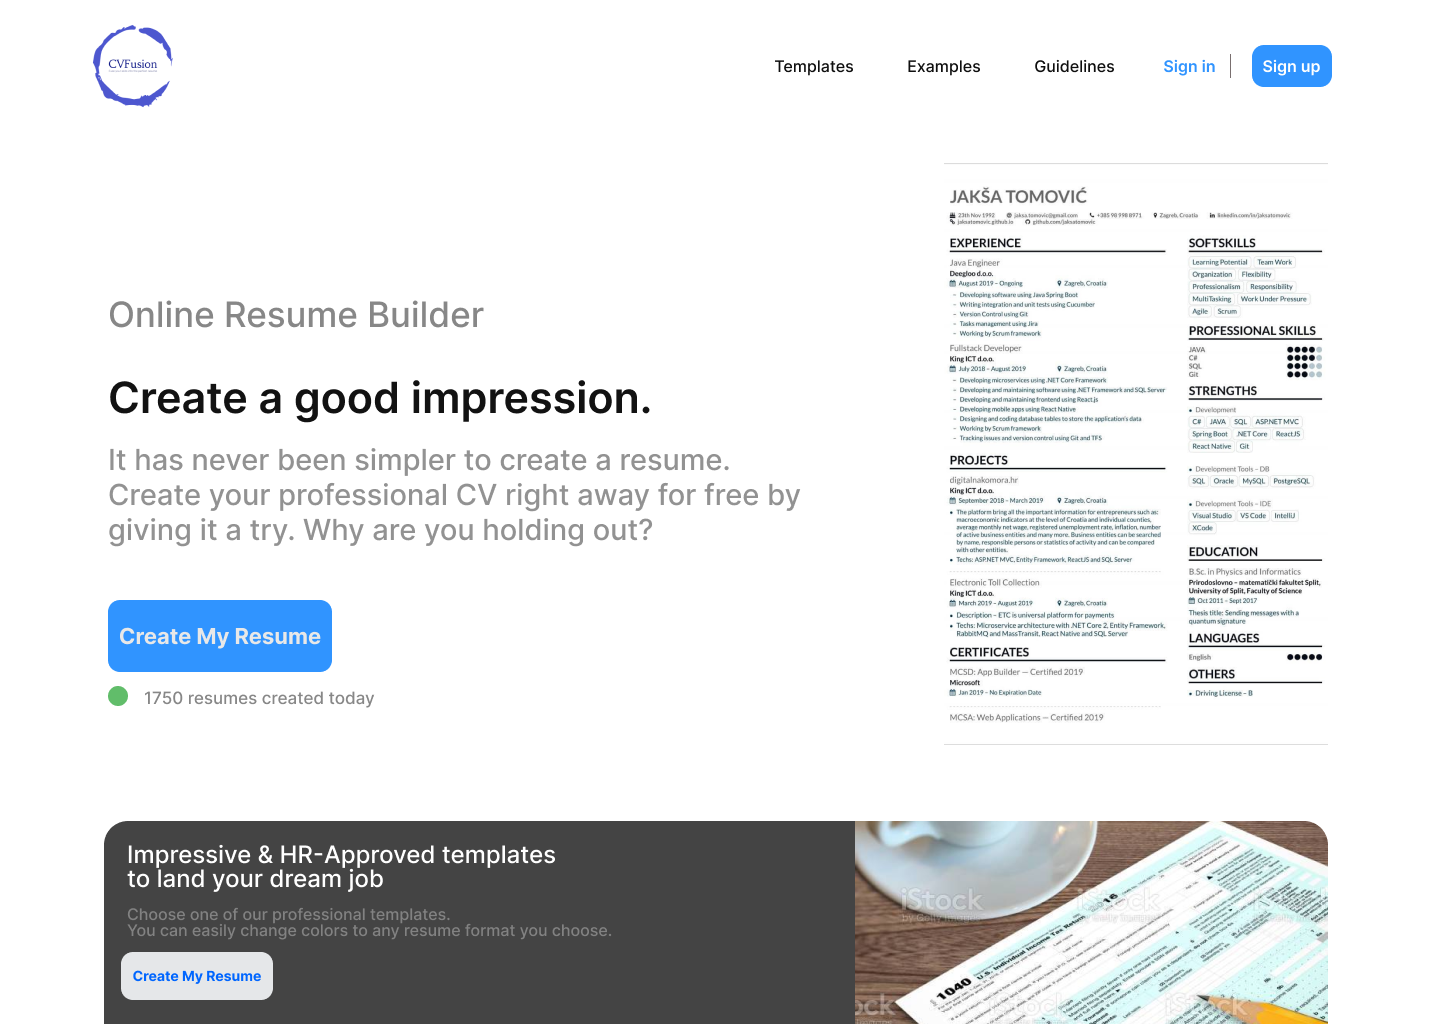 CVFusion
Templates
Examples
Guidelines
Sign in
Sign up
Online Resume Builder
Create a good impression.
It has never been simpler to create a resume.
Create your professional CV right away for free by
giving it a try. Why are you holding out?
Create My Resume
1750 resumes created today
JAKŠA TOMOVIĆ
23th Nov 1992 jaksa.tomovic@gmail.com +385 98 998 8971 Zagreb, Croatia linkedin.com/in/jaksatomovic
jaksatomovic.github.io github.com/jaksatomovic
EXPERIENCE
Java Engineer
Deegloo d.o.o.
August 2019 – Ongoing Zagreb, Croatia
– Developing software using Java Spring Boot
– Writing integration and unit tests using Cucumber
– Version Control using Git
– Tasks management using Jira
– Working by Scrum framework
Fullstack Developer
King ICT d.o.o.
July 2018 – August 2019 Zagreb, Croatia
– Developing microservices using .NET Core Framework
– Developing and maintaining software using .NET Framework and SQL Server
– Developing and maintaining frontend using React.js
– Developing mobile apps using React Native
– Designing and coding database tables to store the application's data
– Working by Scrum framework
– Tracking issues and version control using Git and TFS
PROJECTS
digitalnakomora.hr
King ICT d.o.o.
September 2018 – March 2019 Zagreb, Croatia
• The platform bring all the important information for entrepreneurs such as:
macroeconomic indicators at the level of Croatia and individual counties,
average monthly net wage, registered unemployment rate, inflation, number
of active business entities and many more. Business entities can be searched
by name, responsible persons or statistics of activity and can be compared
with other entities.
• Techs: ASP.NET MVC, Entity Framework, ReactJS and SQL Server
Electronic Toll Collection
King ICT d.o.o.
March 2019 – August 2019 Zagreb, Croatia
• Description – ETC is universal platform for payments
• Techs: Microservice architecture with .NET Core 2, Entity Framework,
RabbitMQ and MassTransit, React Native and SQL Server
CERTIFICATES
MCSD: App Builder — Certified 2019
Microsoft
Jan 2019 – No Expiration Date
MCSA: Web Applications — Certified 2019
SOFTSKILLS
Learning Potential Team Work
Organization Flexibility
Professionalism Responsibility
MultiTasking Work Under Pressure
Agile Scrum
PROFESSIONAL SKILLS
JAVA
C#
SQL
Git
STRENGTHS
• Development
C# JAVA SQL ASP.NET MVC
Spring Boot .NET Core ReactJS
React Native Git
• Development Tools – DB
SQL Oracle MySQL PostgreSQL
• Development Tools – IDE
Visual Studio VS Code IntelliJ
XCode
EDUCATION
B.Sc. in Physics and Informatics
Prirodoslovno – matematički fakultet Split,
University of Split, Faculty of Science
Oct 2011 – Sept 2017
Thesis title: Sending messages with a
quantum signature
LANGUAGES
English
OTHERS
• Driving License – B
Impressive & HR-Approved templates
to land your dream job
Choose one of our professional templates.
You can easily change colors to any resume format you choose.
Create My Resume
iStock
by Getty Images
iStock
Getty Images
1040 U.S. Individual Income Tax Return
iStock